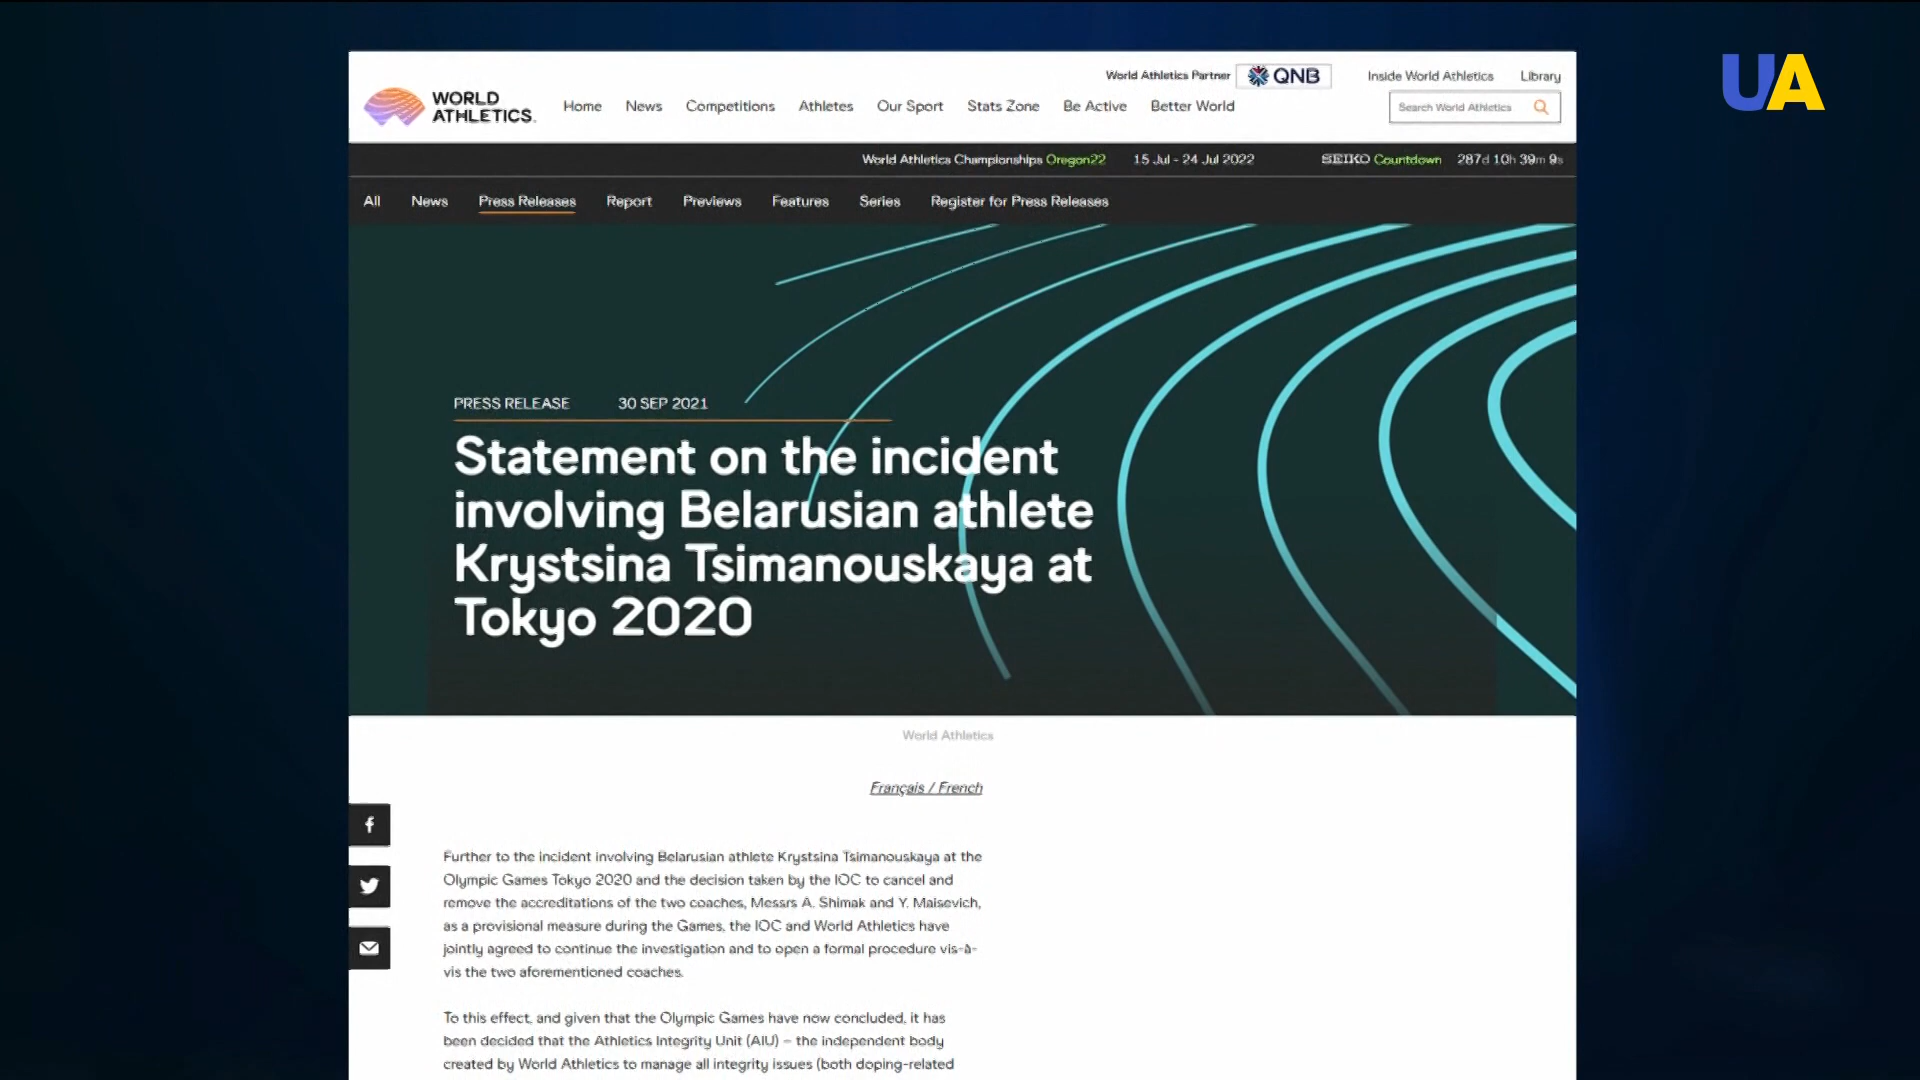 World Athletics Partner QNB Inside World Athletics Library
UA
WORLD
ATHLETICS.
Home News Competitions Athletes Our Sport Stats Zone Be Active Better World
Search World Athletics
World Athletics Championships Oregon22 15 Jul - 24 Jul 2022 SEIKO Countdown 287d 10h 39m 9s
All News Press Releases Report Previews Features Series Register for Press Releases
PRESS RELEASE 30 SEP 2021
Statement on the incident
involving Belarusian athlete
Krystsina Tsimanouskaya at
Tokyo 2020
World Athletics
Français / French
Further to the incident involving Belarusian athlete Krystsina Tsimanouskaya at the
Olympic Games Tokyo 2020 and the decision taken by the IOC to cancel and
remove the accreditations of the two coaches, Messrs A. Shimak and Y. Maisevich,
as a provisional measure during the Games, the IOC and World Athletics have
jointly agreed to continue the investigation and to open a formal procedure vis-à-
vis the two aforementioned coaches.
To this effect, and given that the Olympic Games have now concluded, it has
been decided that the Athletics Integrity Unit (AIU) – the independent body
created by World Athletics to manage all integrity issues (both doping-related